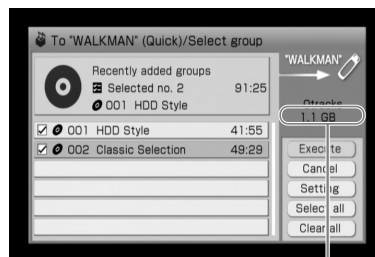 To "WALKMAN" (Quick)/Select group
Recently added groups
Selected no. 2 91:25
001 HDD Style
"WALKMAN"
0tracks
1.1 GB
001 HDD Style 41:55
002 Classic Selection 49:29
Execute
Cancel
Setting
Select all
Clear all